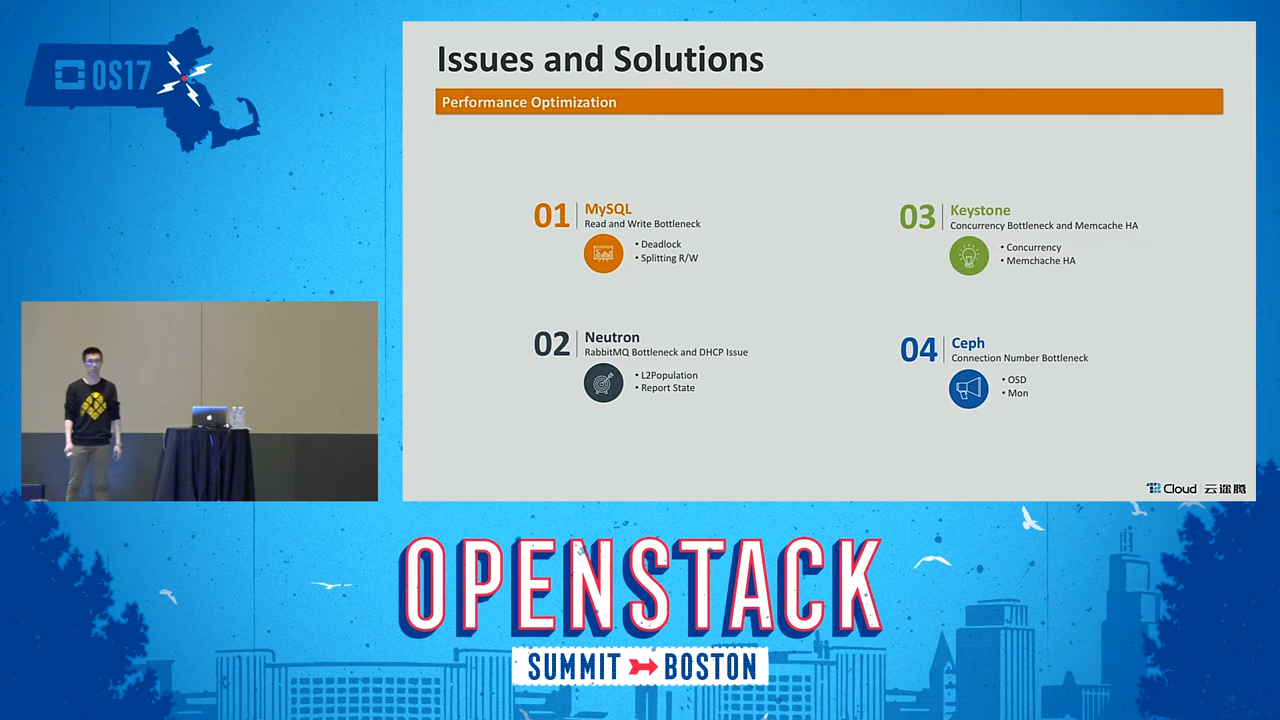 OS17
Issues and Solutions
Performance Optimization
01
MySQL
Read and Write Bottleneck
• Deadlock
• Splitting R/W
02
Neutron
RabbitMQ Bottleneck and DHCP Issue
• L2Population
• Report State
03
Keystone
Concurrency Bottleneck and Memcache HA
• Concurrency
• Memchache HA
04
Ceph
Connection Number Bottleneck
• OSD
• Mon
T2Cloud 云途腾
OPENSTACK
SUMMIT BOSTON